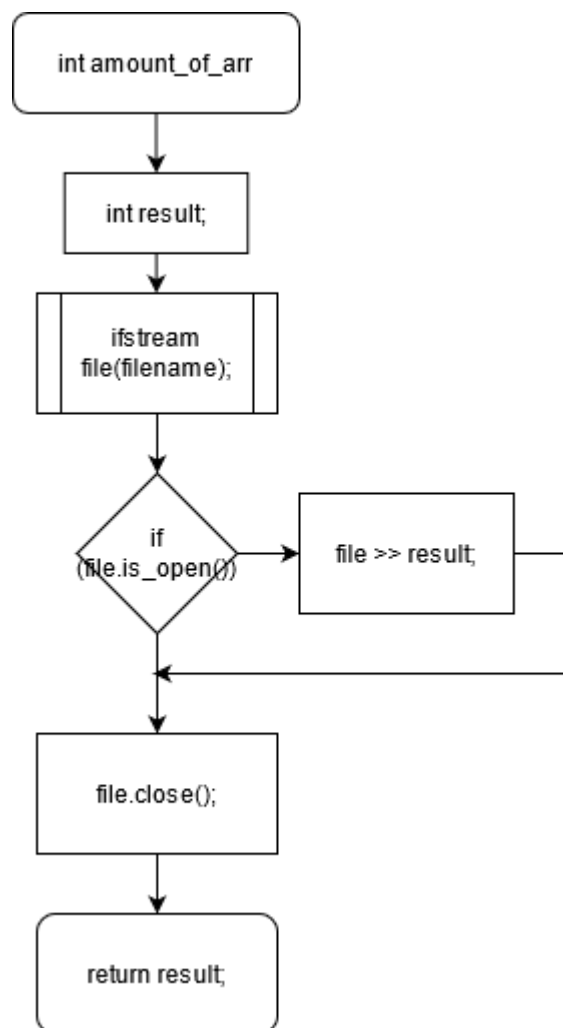 int amount_of_arr
int result;
ifstream
file(filename);
if
(file.is_open())
file >> result;
file.close();
return result;